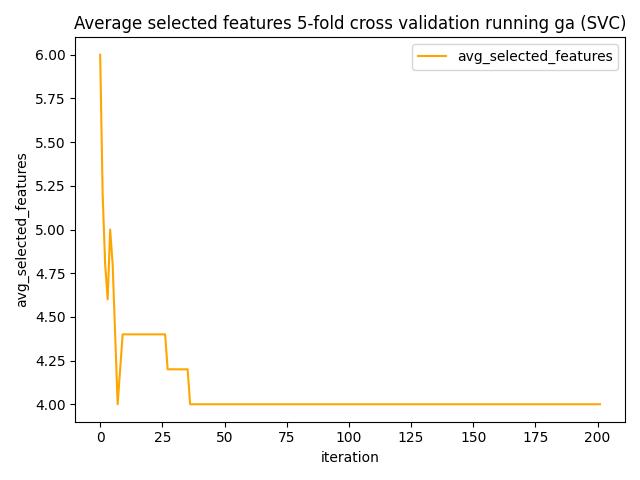 Average selected features 5-fold cross validation running ga (SVC)
avg_selected_features
avg_selected_features
6.00
5.75
5.50
5.25
5.00
4.75
4.50
4.25
4.00
0 25 50 75 100 125 150 175 200
iteration